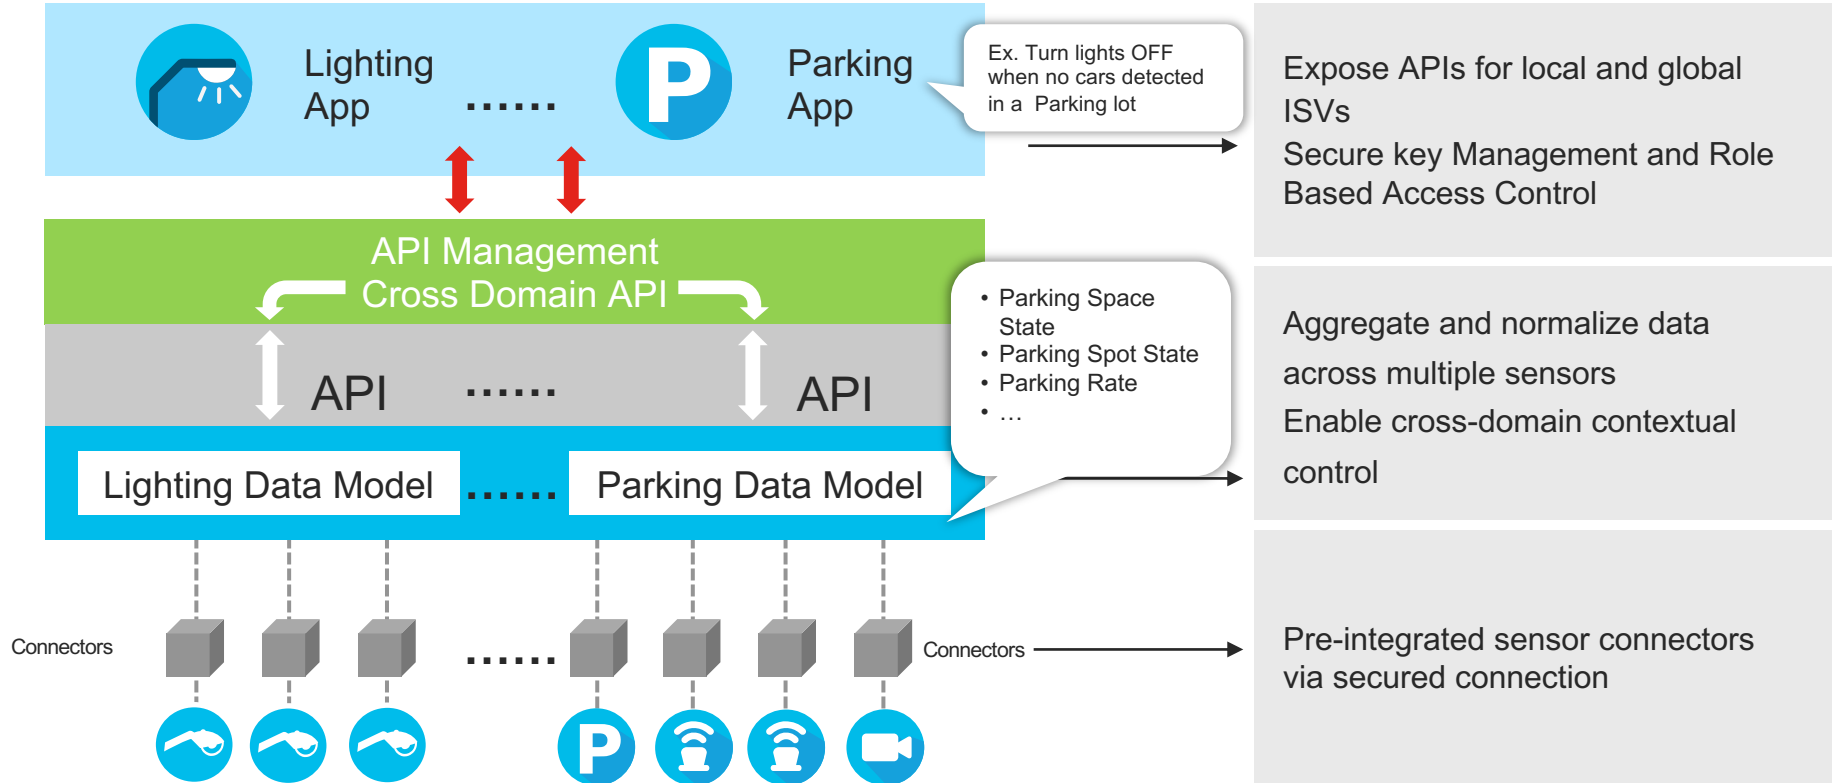 Lighting
App
......
Parking
App
Ex. Turn lights OFF
when no cars detected
in a Parking lot
Expose APIs for local and global
ISVs
Secure key Management and Role
Based Access Control
API Management
Cross Domain API
API
......
API
• Parking Space
State
• Parking Spot State
• Parking Rate
• …
Aggregate and normalize data
across multiple sensors
Enable cross-domain contextual
control
Lighting Data Model
......
Parking Data Model
Connectors
......
Connectors
Pre-integrated sensor connectors
via secured connection
P
P